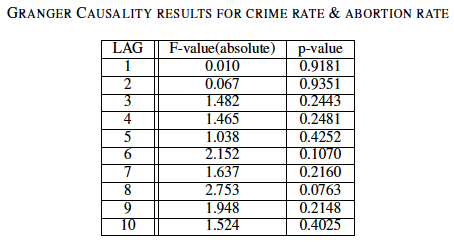 GRANGER CAUSALITY RESULTS FOR CRIME RATE & ABORTION RATE
LAG F-value(absolute) p-value
1 0.010 0.9181
2 0.067 0.9351
3 1.482 0.2443
4 1.465 0.2481
5 1.038 0.4252
6 2.152 0.1070
7 1.637 0.2160
8 2.753 0.0763
9 1.948 0.2148
10 1.524 0.4025